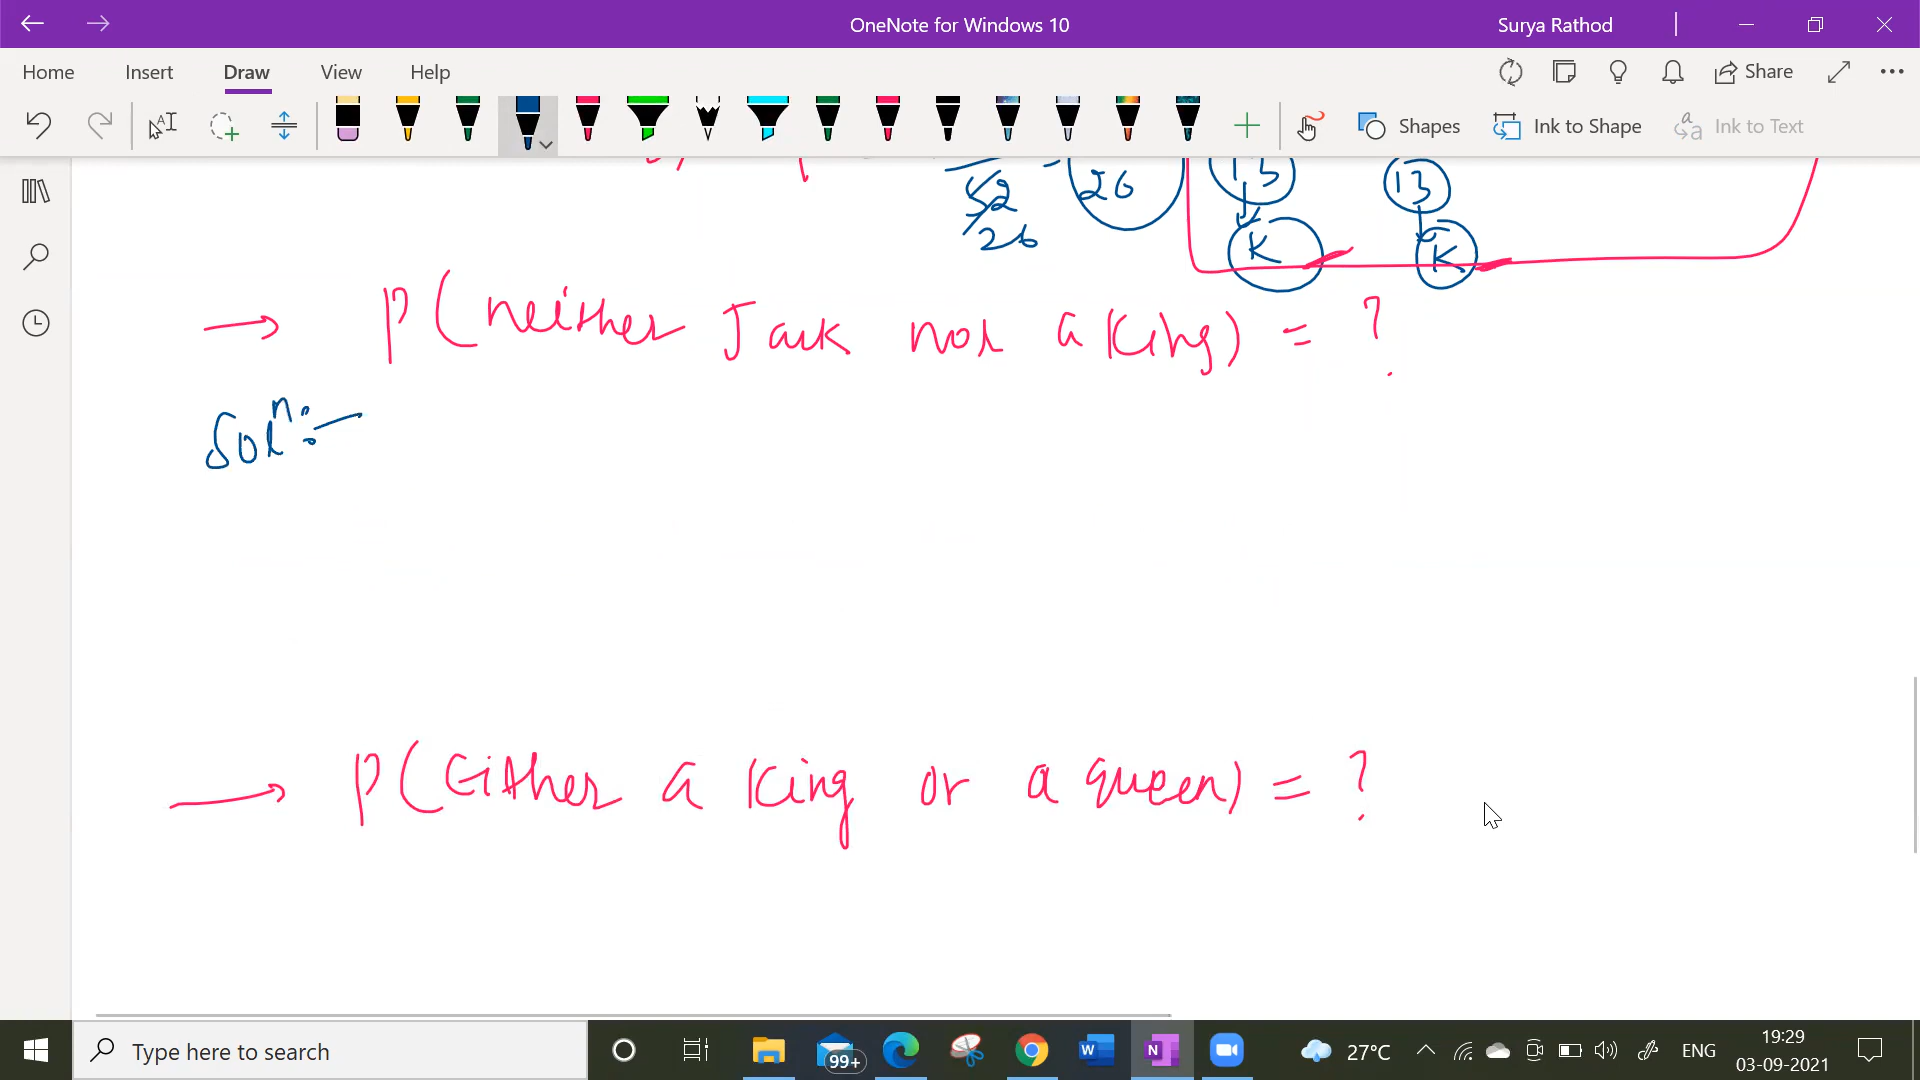 OneNote for Windows 10
Surya Rathod
Home Insert Draw View Help
Share
Shapes Ink to Shape Ink to Text
52 26 13 13
26 K K
P(neither Jack nor a King) = ?
Solⁿ:-
P(Either a King or a queen) = ?
Type here to search
99+
27°C
ENG
19:29
03-09-2021